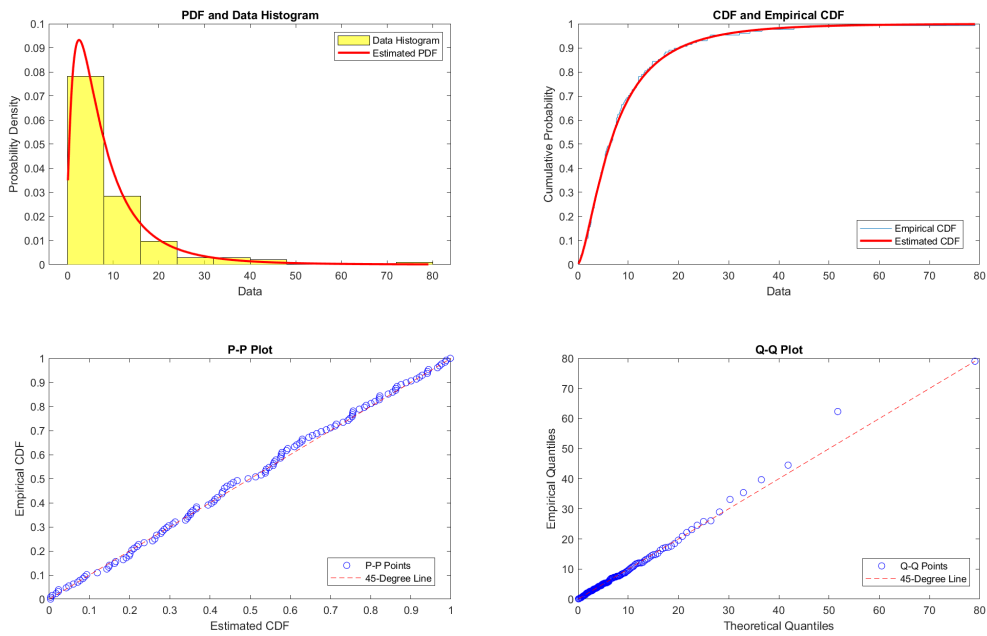 PDF and Data Histogram
0.1
0.09
0.08
0.07
0.06
0.05
0.04
0.03
0.02
0.01
0
Probability Density
Data Histogram
Estimated PDF
0 10 20 30 40 50 60 70 80
Data
CDF and Empirical CDF
1
0.9
0.8
0.7
0.6
0.5
0.4
0.3
0.2
0.1
0
Cumulative Probability
Empirical CDF
Estimated CDF
0 10 20 30 40 50 60 70 80
Data
P-P Plot
1
0.9
0.8
0.7
0.6
0.5
0.4
0.3
0.2
0.1
0
Empirical CDF
P-P Points
45-Degree Line
0 0.1 0.2 0.3 0.4 0.5 0.6 0.7 0.8 0.9 1
Estimated CDF
Q-Q Plot
80
70
60
50
40
30
20
10
0
Empirical Quantiles
Q-Q Points
45-Degree Line
0 10 20 30 40 50 60 70 80
Theoretical Quantiles